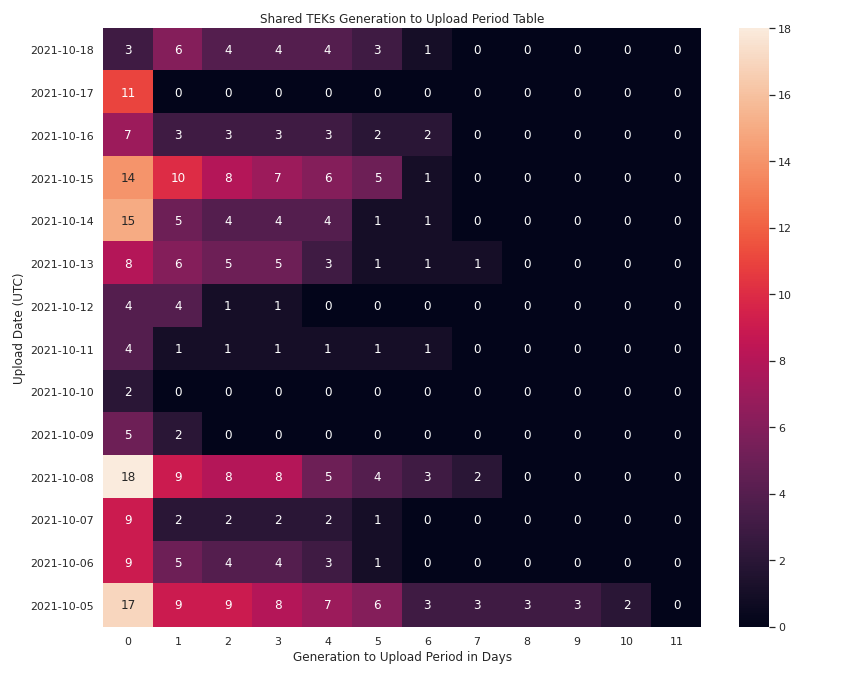 Shared TEKs Generation to Upload Period Table
Upload Date (UTC)
2021-10-18 3 6 4 4 4 3 1 0 0 0 0 0
2021-10-17 11 0 0 0 0 0 0 0 0 0 0 0
2021-10-16 7 3 3 3 3 2 2 0 0 0 0 0
2021-10-15 14 10 8 7 6 5 1 0 0 0 0 0
2021-10-14 15 5 4 4 4 1 1 0 0 0 0 0
2021-10-13 8 6 5 5 3 1 1 1 0 0 0 0
2021-10-12 4 4 1 1 0 0 0 0 0 0 0 0
2021-10-11 4 1 1 1 1 1 1 0 0 0 0 0
2021-10-10 2 0 0 0 0 0 0 0 0 0 0 0
2021-10-09 5 2 0 0 0 0 0 0 0 0 0 0
2021-10-08 18 9 8 8 5 4 3 2 0 0 0 0
2021-10-07 9 2 2 2 2 1 0 0 0 0 0 0
2021-10-06 9 5 4 4 3 1 0 0 0 0 0 0
2021-10-05 17 9 9 8 7 6 3 3 3 3 2 0
0 1 2 3 4 5 6 7 8 9 10 11
Generation to Upload Period in Days
18
16
14
12
10
8
6
4
2
0